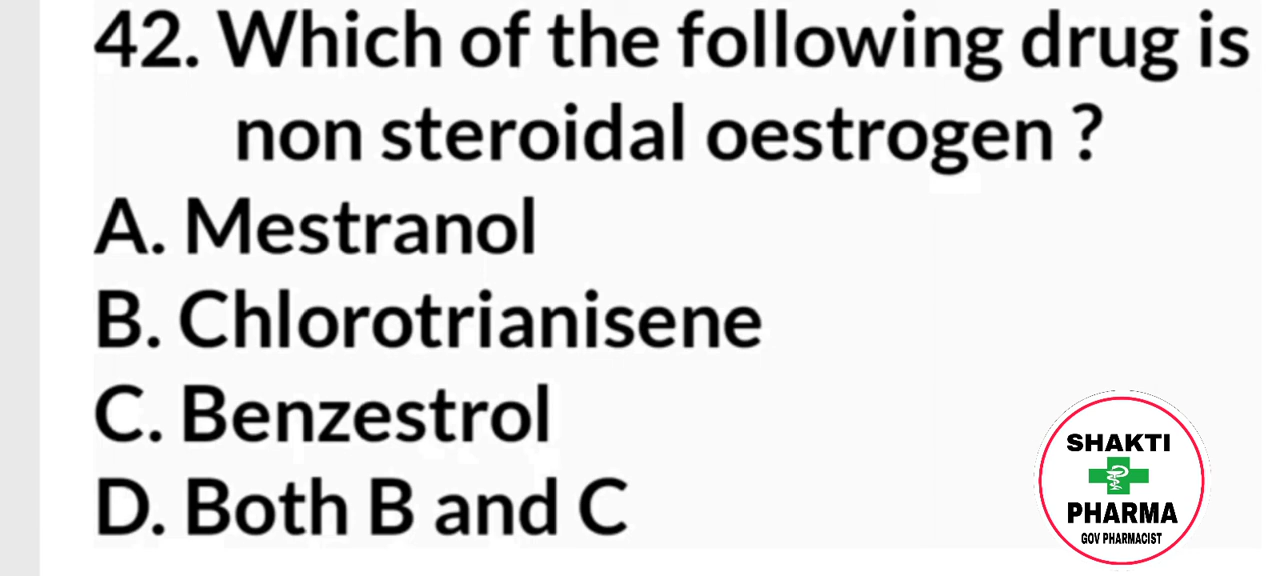 42. Which of the following drug is
non steroidal oestrogen ?
A. Mestranol
B. Chlorotrianisene
C. Benzestrol
D. Both B and C
SHAKTI
PHARMA
GOV PHARMACIST